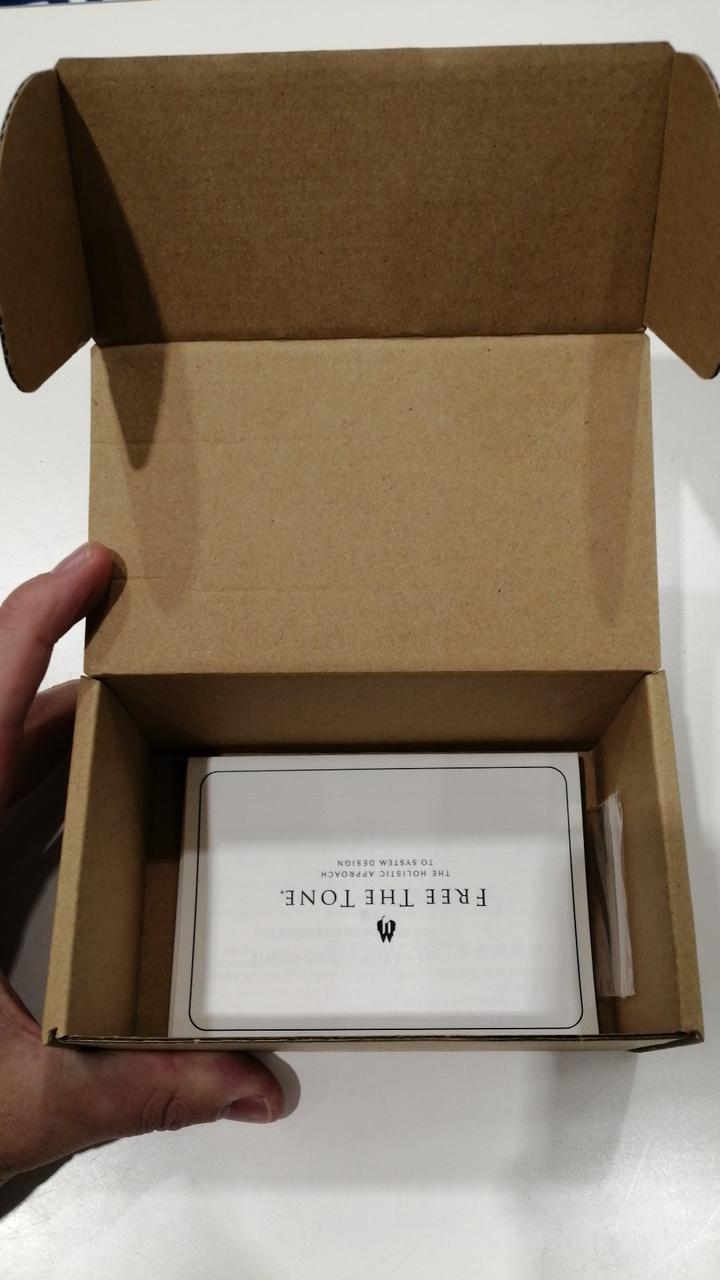 FREE THE TONE®
THE HOLISTIC APPROACH
TO SYSTEM DESIGN